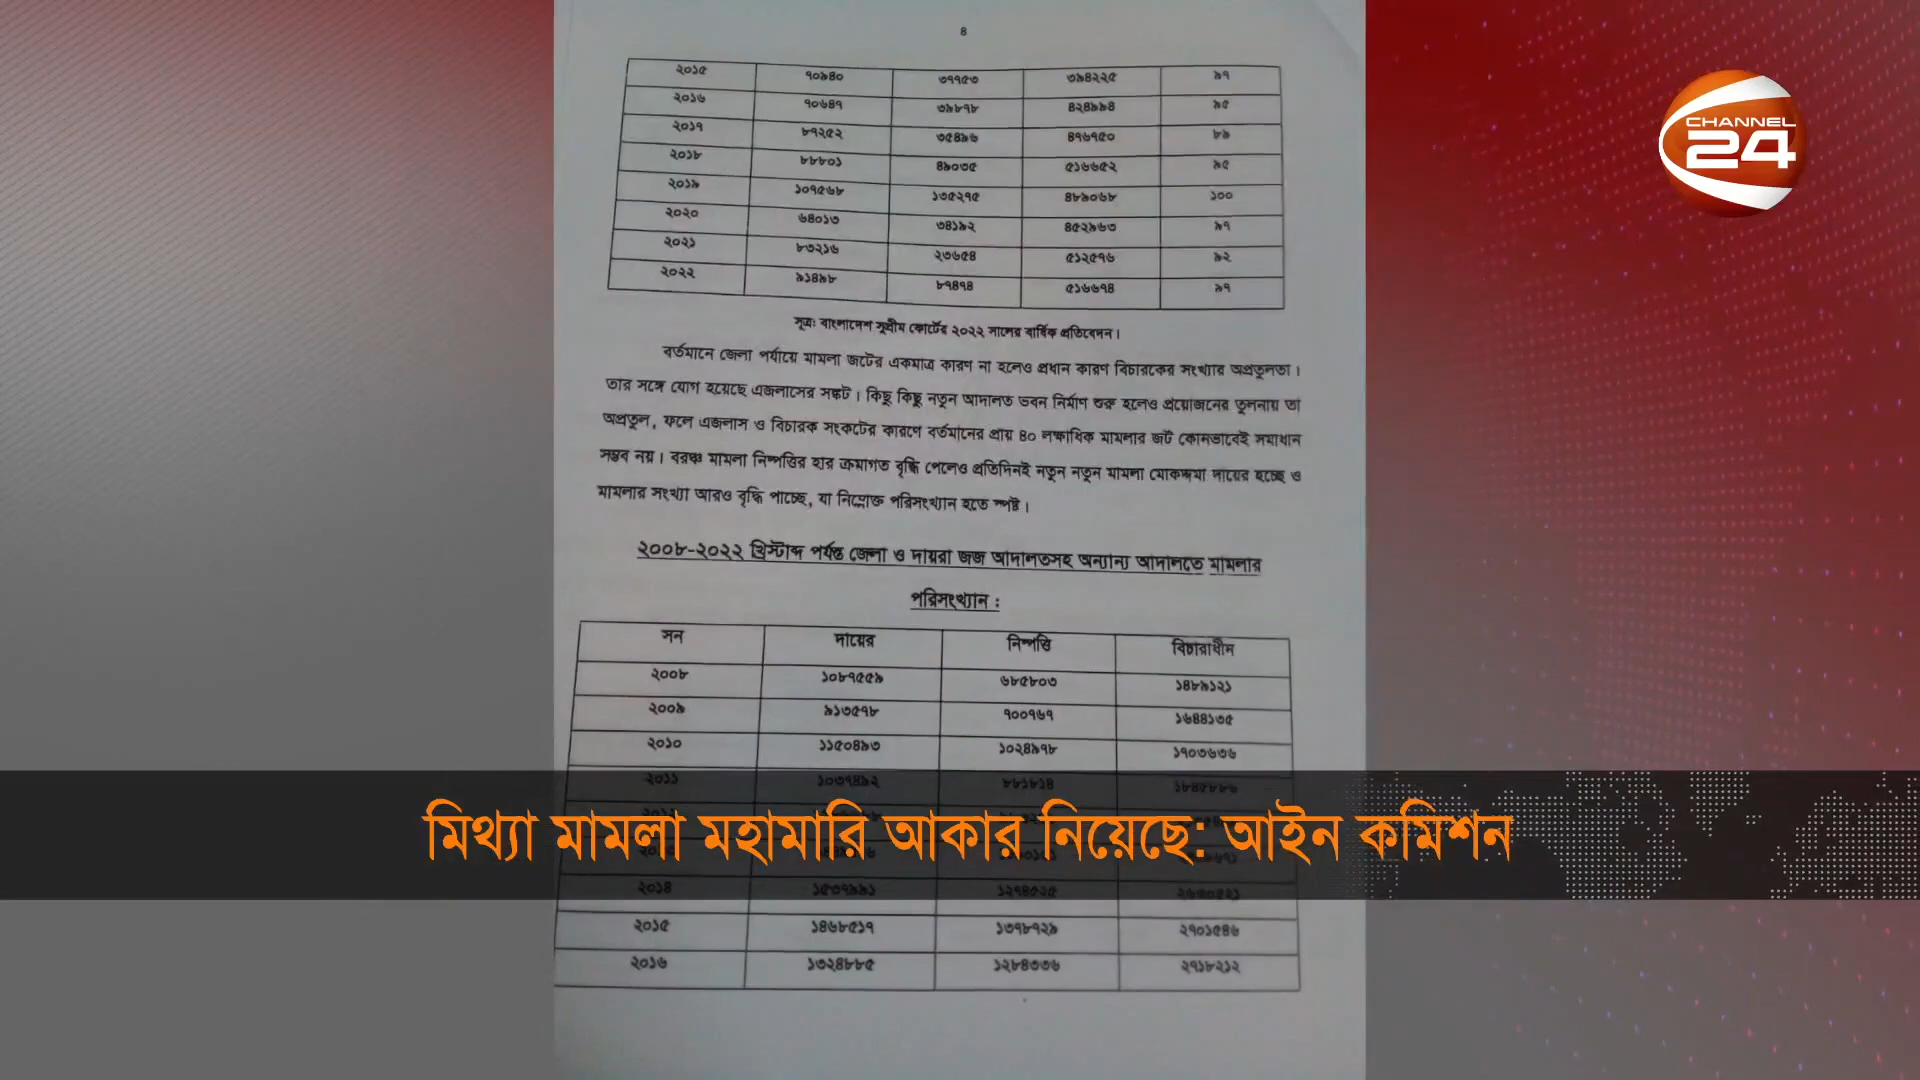 ৪
২০১৫ ৭০৯৪০ ৩৭৭৫৩ ৩৯৪২২৫ ৯৭
২০১৬ ৭০৬৪৭ ৩৯৮৭৮ ৪২৪৯৯৪ ৯৫
২০১৭ ৮৭২৫২ ৩৫৪৯৬ ৪৭৬৭৫০ ৮৯
২০১৮ ৮৮৮০১ ৪৯০৩৫ ৫১৬৬৫২ ৯৫
২০১৯ ১০৭৫৬৮ ১৩৫২৭৫ ৪৮৯০৬৮ ১০০
২০২০ ৬৪০১৩ ৩৪১৯২ ৪৫২৯৬৩ ৯৭
২০২১ ৮৩২১৬ ২৩৬৫৪ ৫১২৫৭৬ ৯২
২০২২ ৯১৪৯৮ ৮৭৪৭৪ ৫১৬৬৭৪ ৯৭
সূত্রঃ বাংলাদেশ সুপ্রীম কোর্টের ২০২২ সালের বার্ষিক প্রতিবেদন।
বর্তমানে জেলা পর্যায়ে মামলা জটের একমাত্র কারণ না হলেও প্রধান কারণ বিচারকের সংখ্যার অপ্রতুলতা।
তার সঙ্গে যোগ হয়েছে এজলাসের সঙ্কট। কিছু কিছু নতুন আদালত ভবন নির্মাণ শুরু হলেও প্রয়োজনের তুলনায় তা
অপ্রতুল, ফলে এজলাস ও বিচারক সংকটের কারণে বর্তমানের প্রায় ৪০ লক্ষাধিক মামলার জট কোনভাবেই সমাধান
সম্ভব নয়। বরঞ্চ মামলা নিষ্পত্তির হার ক্রমাগত বৃদ্ধি পেলেও প্রতিদিনই নতুন নতুন মামলা মোকদ্দমা দায়ের হচ্ছে ও
মামলার সংখ্যা আরও বৃদ্ধি পাচ্ছে, যা নিম্নোক্ত পরিসংখ্যান হতে স্পষ্ট।
২০০৮-২০২২ খ্রিস্টাব্দ পর্যন্ত জেলা ও দায়রা জজ আদালতসহ অন্যান্য আদালতে মামলার
পরিসংখ্যান :
সন দায়ের নিষ্পত্তি বিচারাধীন
২০০৮ ১০৮৭৫৫৯ ৬৮৫৮০৩ ১৪৮৯১২১
২০০৯ ৯১৩৫৭৮ ৭০০৭৬৭ ১৬৪৪১৩৫
২০১০ ১১৫০৪৯৩ ১০২৪৯৭৮ ১৭০৩৬৩৬
২০১১ ১০৩৭৪৯২ ৮৮১৮১৪ ১৮৪৫৮৮৬
মিথ্যা মামলা মহামারি আকার নিয়েছে: আইন কমিশন
২০১৪ ১৫৩৭৯৯১ ১২৭৪৫২৫
২০১৫ ১৪৬৮৫১৭ ১৩৭৮৭২৯ ২৭০১৫৪৬
২০১৬ ১৩২৪৮৮৫ ১২৮৪৩৩৬ ২৭১৮২১২
CHANNEL
24